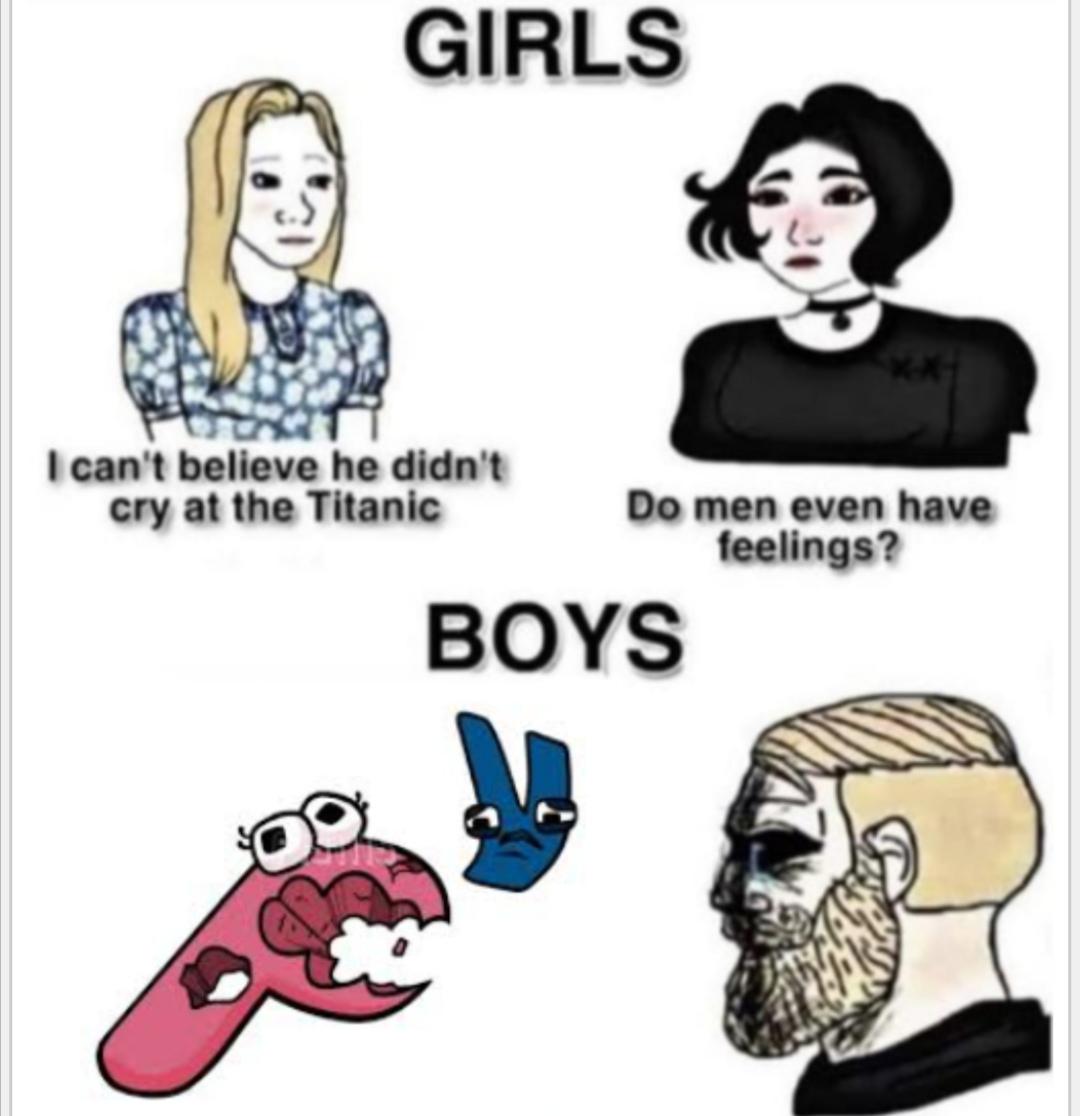 GIRLS
I can't believe he didn't
cry at the Titanic
Do men even have
feelings?
BOYS